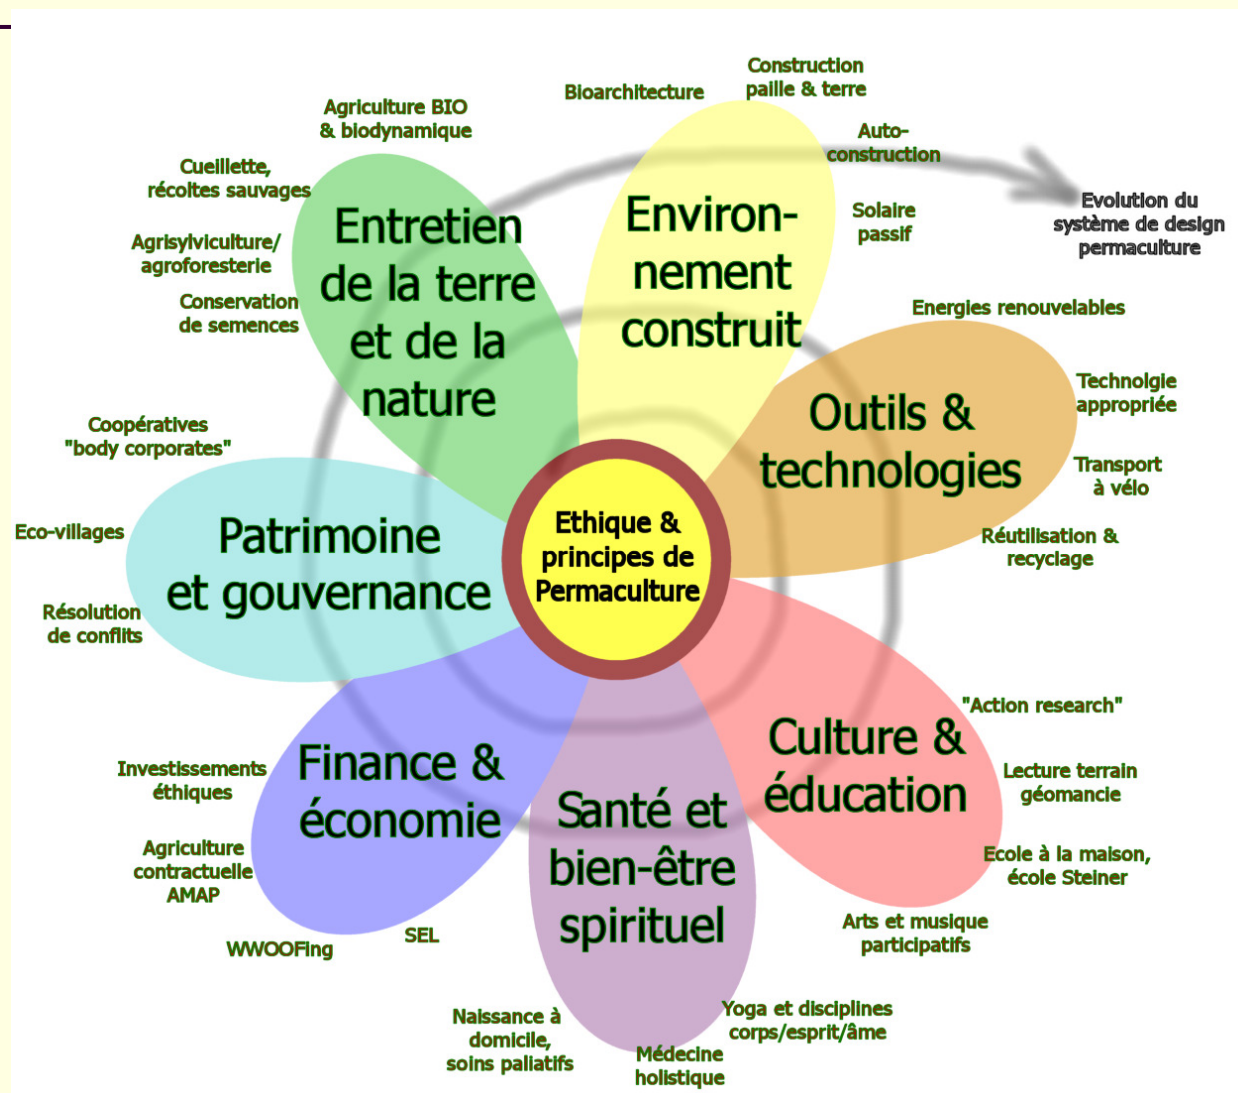 Construction
paille & terre
Bioarchitecture
Auto-
construction
Solaire
passif
Environ-
nement
construit
Evolution du
système de design
permaculture
Agriculture BIO
& biodynamique
Cueillette,
récoltes sauvages
Agrisylviculture/
agroforesterie
Conservation
de semences
Entretien
de la terre
et de la
nature
Energies renouvelables
Technolgie
appropriée
Transport
à vélo
Réutilisation &
recyclage
Outils &
technologies
Coopératives
"body corporates"
Eco-villages
Résolution
de conflits
Patrimoine
et gouvernance
Ethique &
principes de
Permaculture
"Action research"
Lecture terrain
géomancie
Ecole à la maison,
école Steiner
Arts et musique
participatifs
Culture &
éducation
Finance &
économie
Investissements
éthiques
Agriculture
contractuelle
AMAP
WWOOFing
SEL
Santé et
bien-être
spirituel
Naissance à
domicile,
soins paliatifs
Médecine
holistique
Yoga et disciplines
corps/esprit/âme